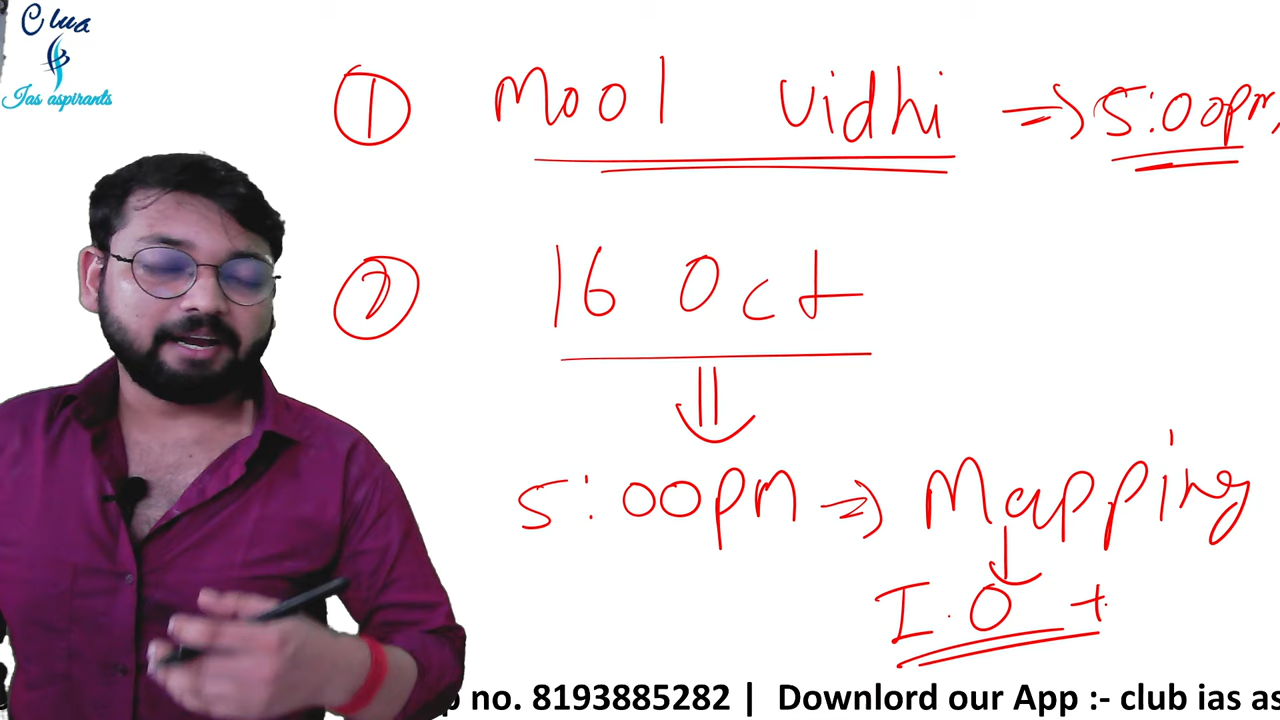 Club
Ias aspirants
① Mool vidhi => 5:00pm
② 16 Oct
5:00pm => Mapping
I.O +
p no. 8193885282 | Downlord our App :- club ias as